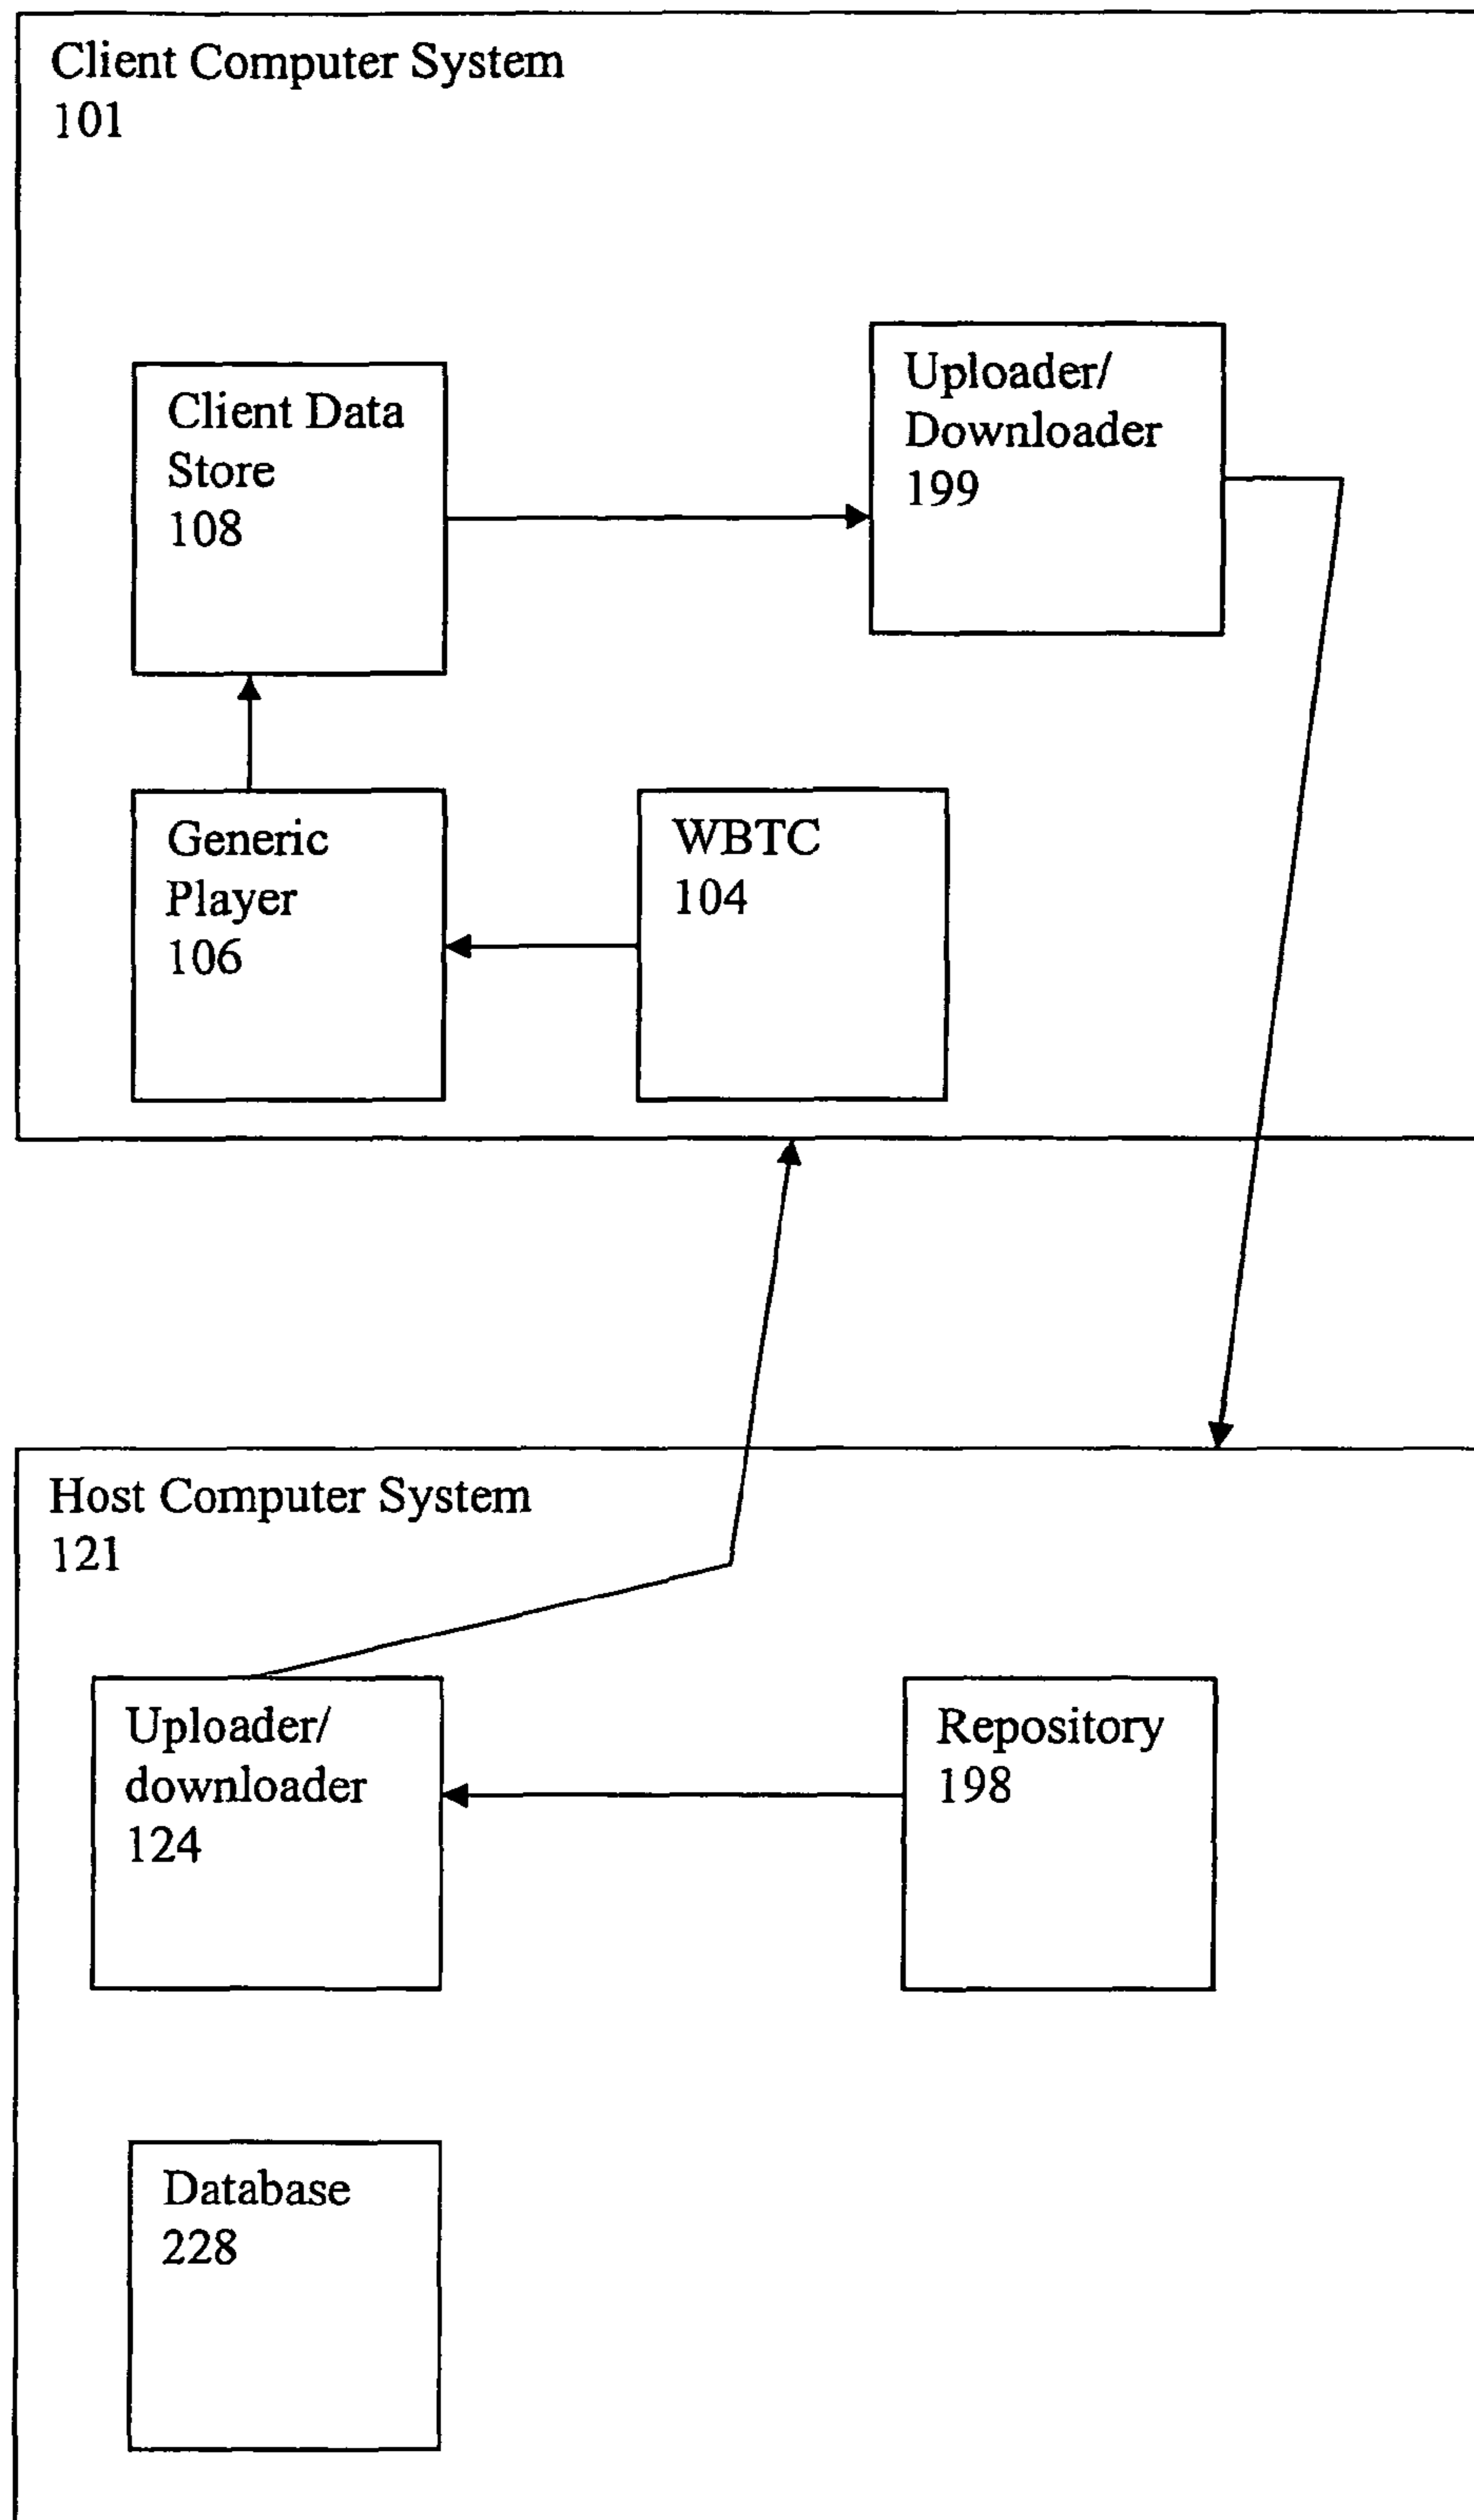 Client Computer System
101
Client Data
Store
108
Uploader/
Downloader
199
Generic
Player
106
WBTC
104
Host Computer System
121
Uploader/
downloader
124
Repository
198
Database
228